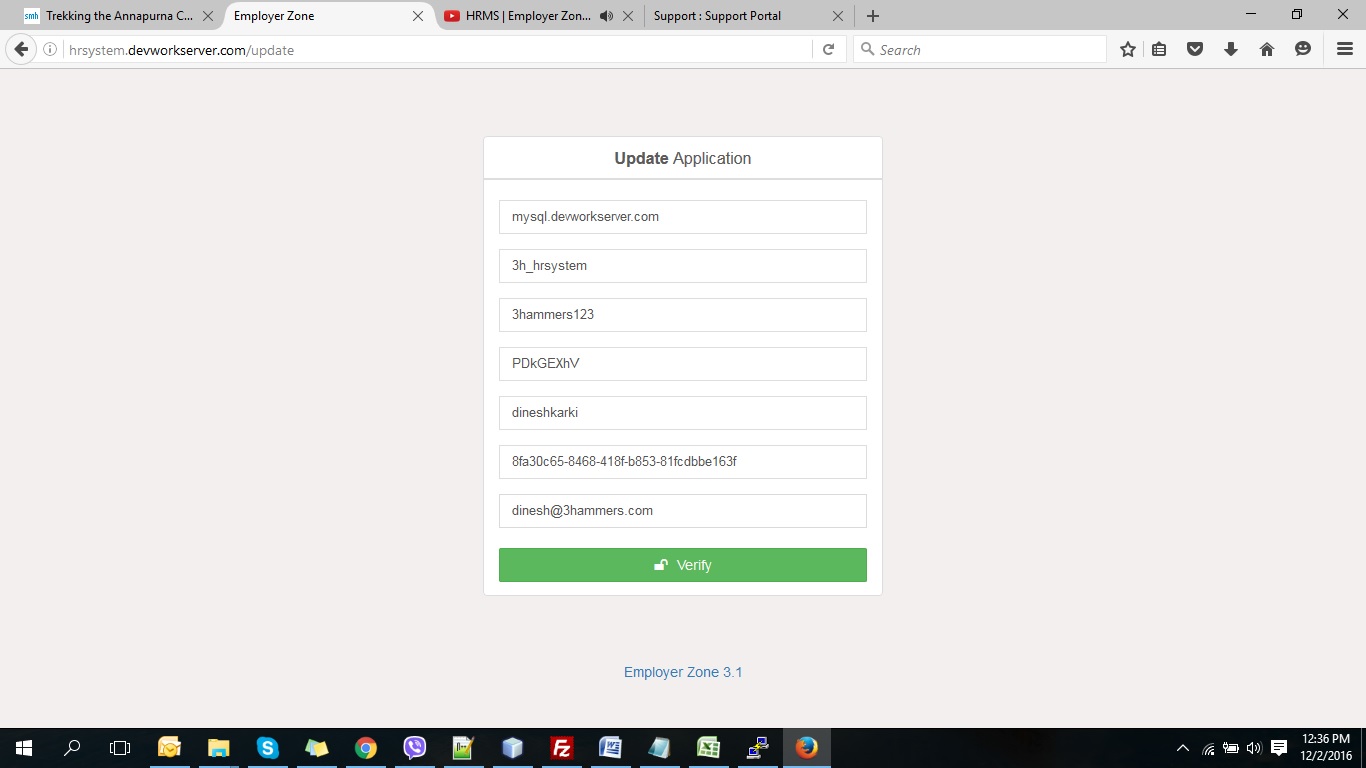 smh Trekking the Annapurna C...
Employer Zone
HRMS | Employer Zon...
Support : Support Portal
hrsystem.devworkserver.com/update
Search
Update Application
mysql.devworkserver.com
3h_hrsystem
3hammers123
PDkGEXhV
dineshkarki
8fa30c65-8468-418f-b853-81fcdbbe163f
dinesh@3hammers.com
Verify
Employer Zone 3.1
12:36 PM
12/2/2016